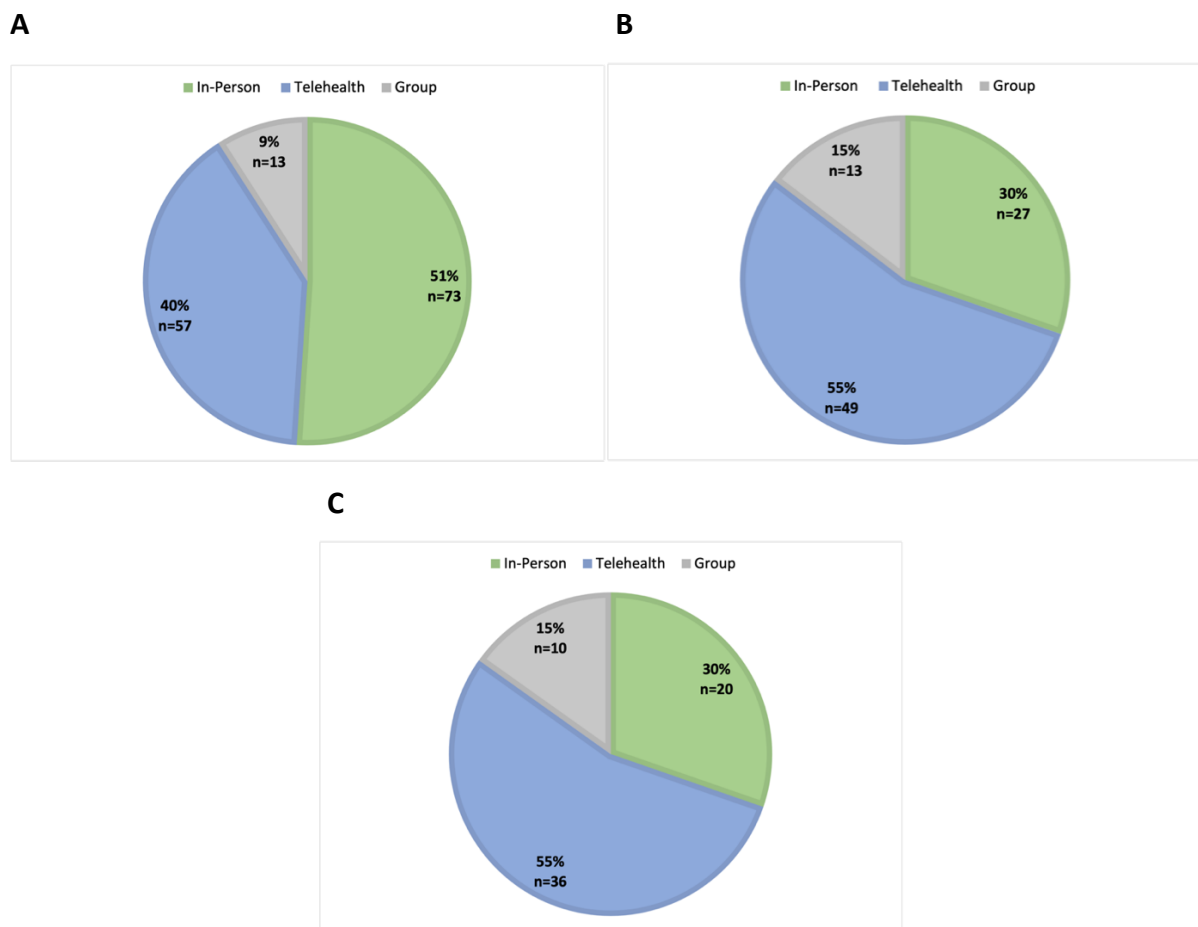 A
B
In-Person Telehealth Group
9%
n=13
51%
n=73
40%
n=57
In-Person Telehealth Group
15%
n=13
30%
n=27
55%
n=49
C
In-Person Telehealth Group
15%
n=10
30%
n=20
55%
n=36